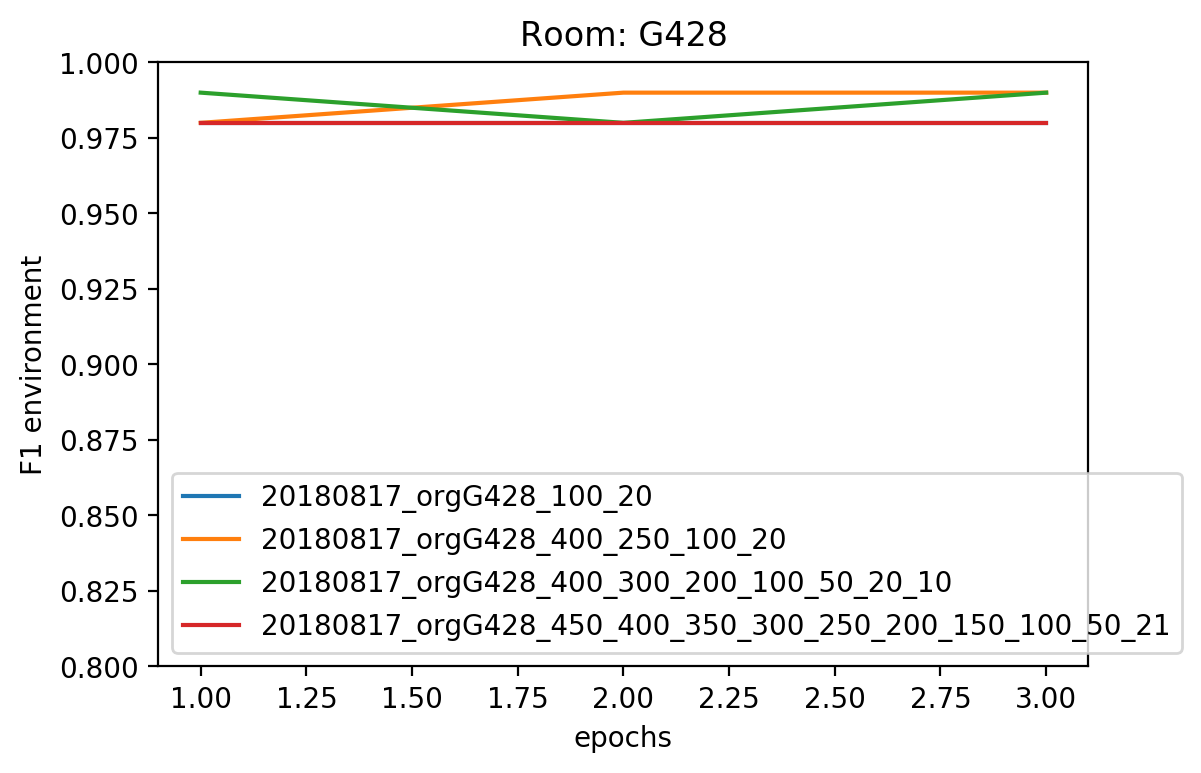 Room: G428
1.000
0.975
0.950
0.925
0.900
0.875
0.850
0.825
0.800
F1 environment
20180817_orgG428_100_20
20180817_orgG428_400_250_100_20
20180817_orgG428_400_300_200_100_50_20_10
20180817_orgG428_450_400_350_300_250_200_150_100_50_21
1.00 1.25 1.50 1.75 2.00 2.25 2.50 2.75 3.00
epochs